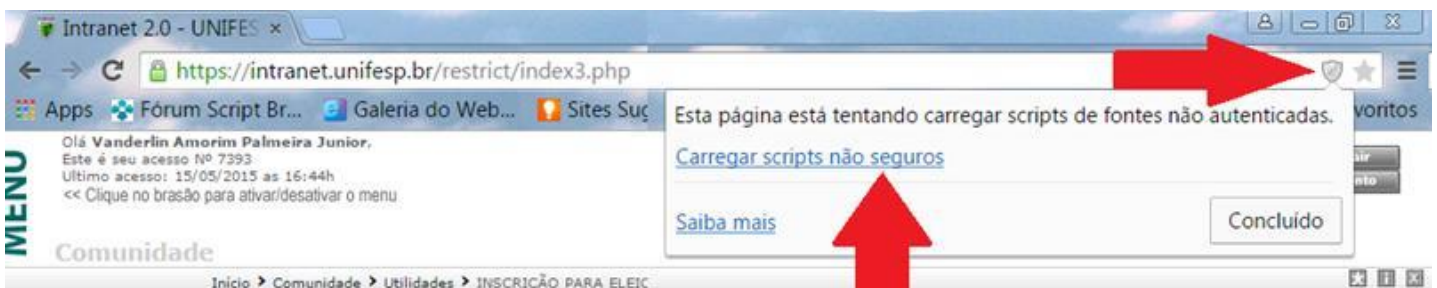 Intranet 2.0 - UNIFES
https://intranet.unifesp.br/restrict/index3.php
Apps Fórum Script Br... Galeria do Web... Sites Sug
voritos
Esta página está tentando carregar scripts de fontes não autenticadas.
Carregar scripts não seguros
Saiba mais
Concluído
MENU
Olá Vanderlin Amorim Palmeira Junior,
Este é seu acesso Nº 7393
Ultimo acesso: 15/05/2015 as 16:44h
<< Clique no brasão para ativar/desativar o menu
Comunidade
Início > Comunidade > Utilidades > INSCRIÇÃO PARA ELEIC